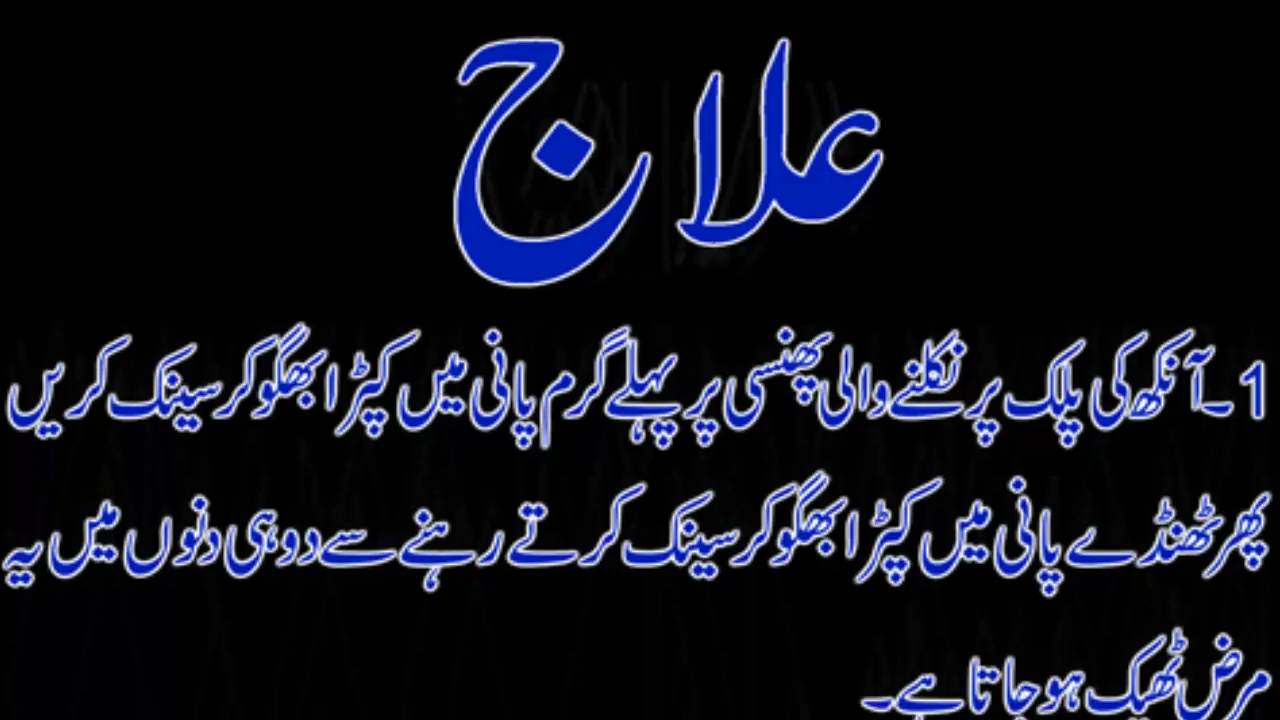 علاج
1۔آنکھ کی پلک پر نکلنے والی پھنسی پر پہلے گرم پانی میں کپڑا بھگو کر سینک کریں
پھر ٹھنڈے پانی میں کپڑا بھگو کر سینک کرتے رہنے سے دو ہی دنوں میں یہ
مرض ٹھیک ہو جاتا ہے۔